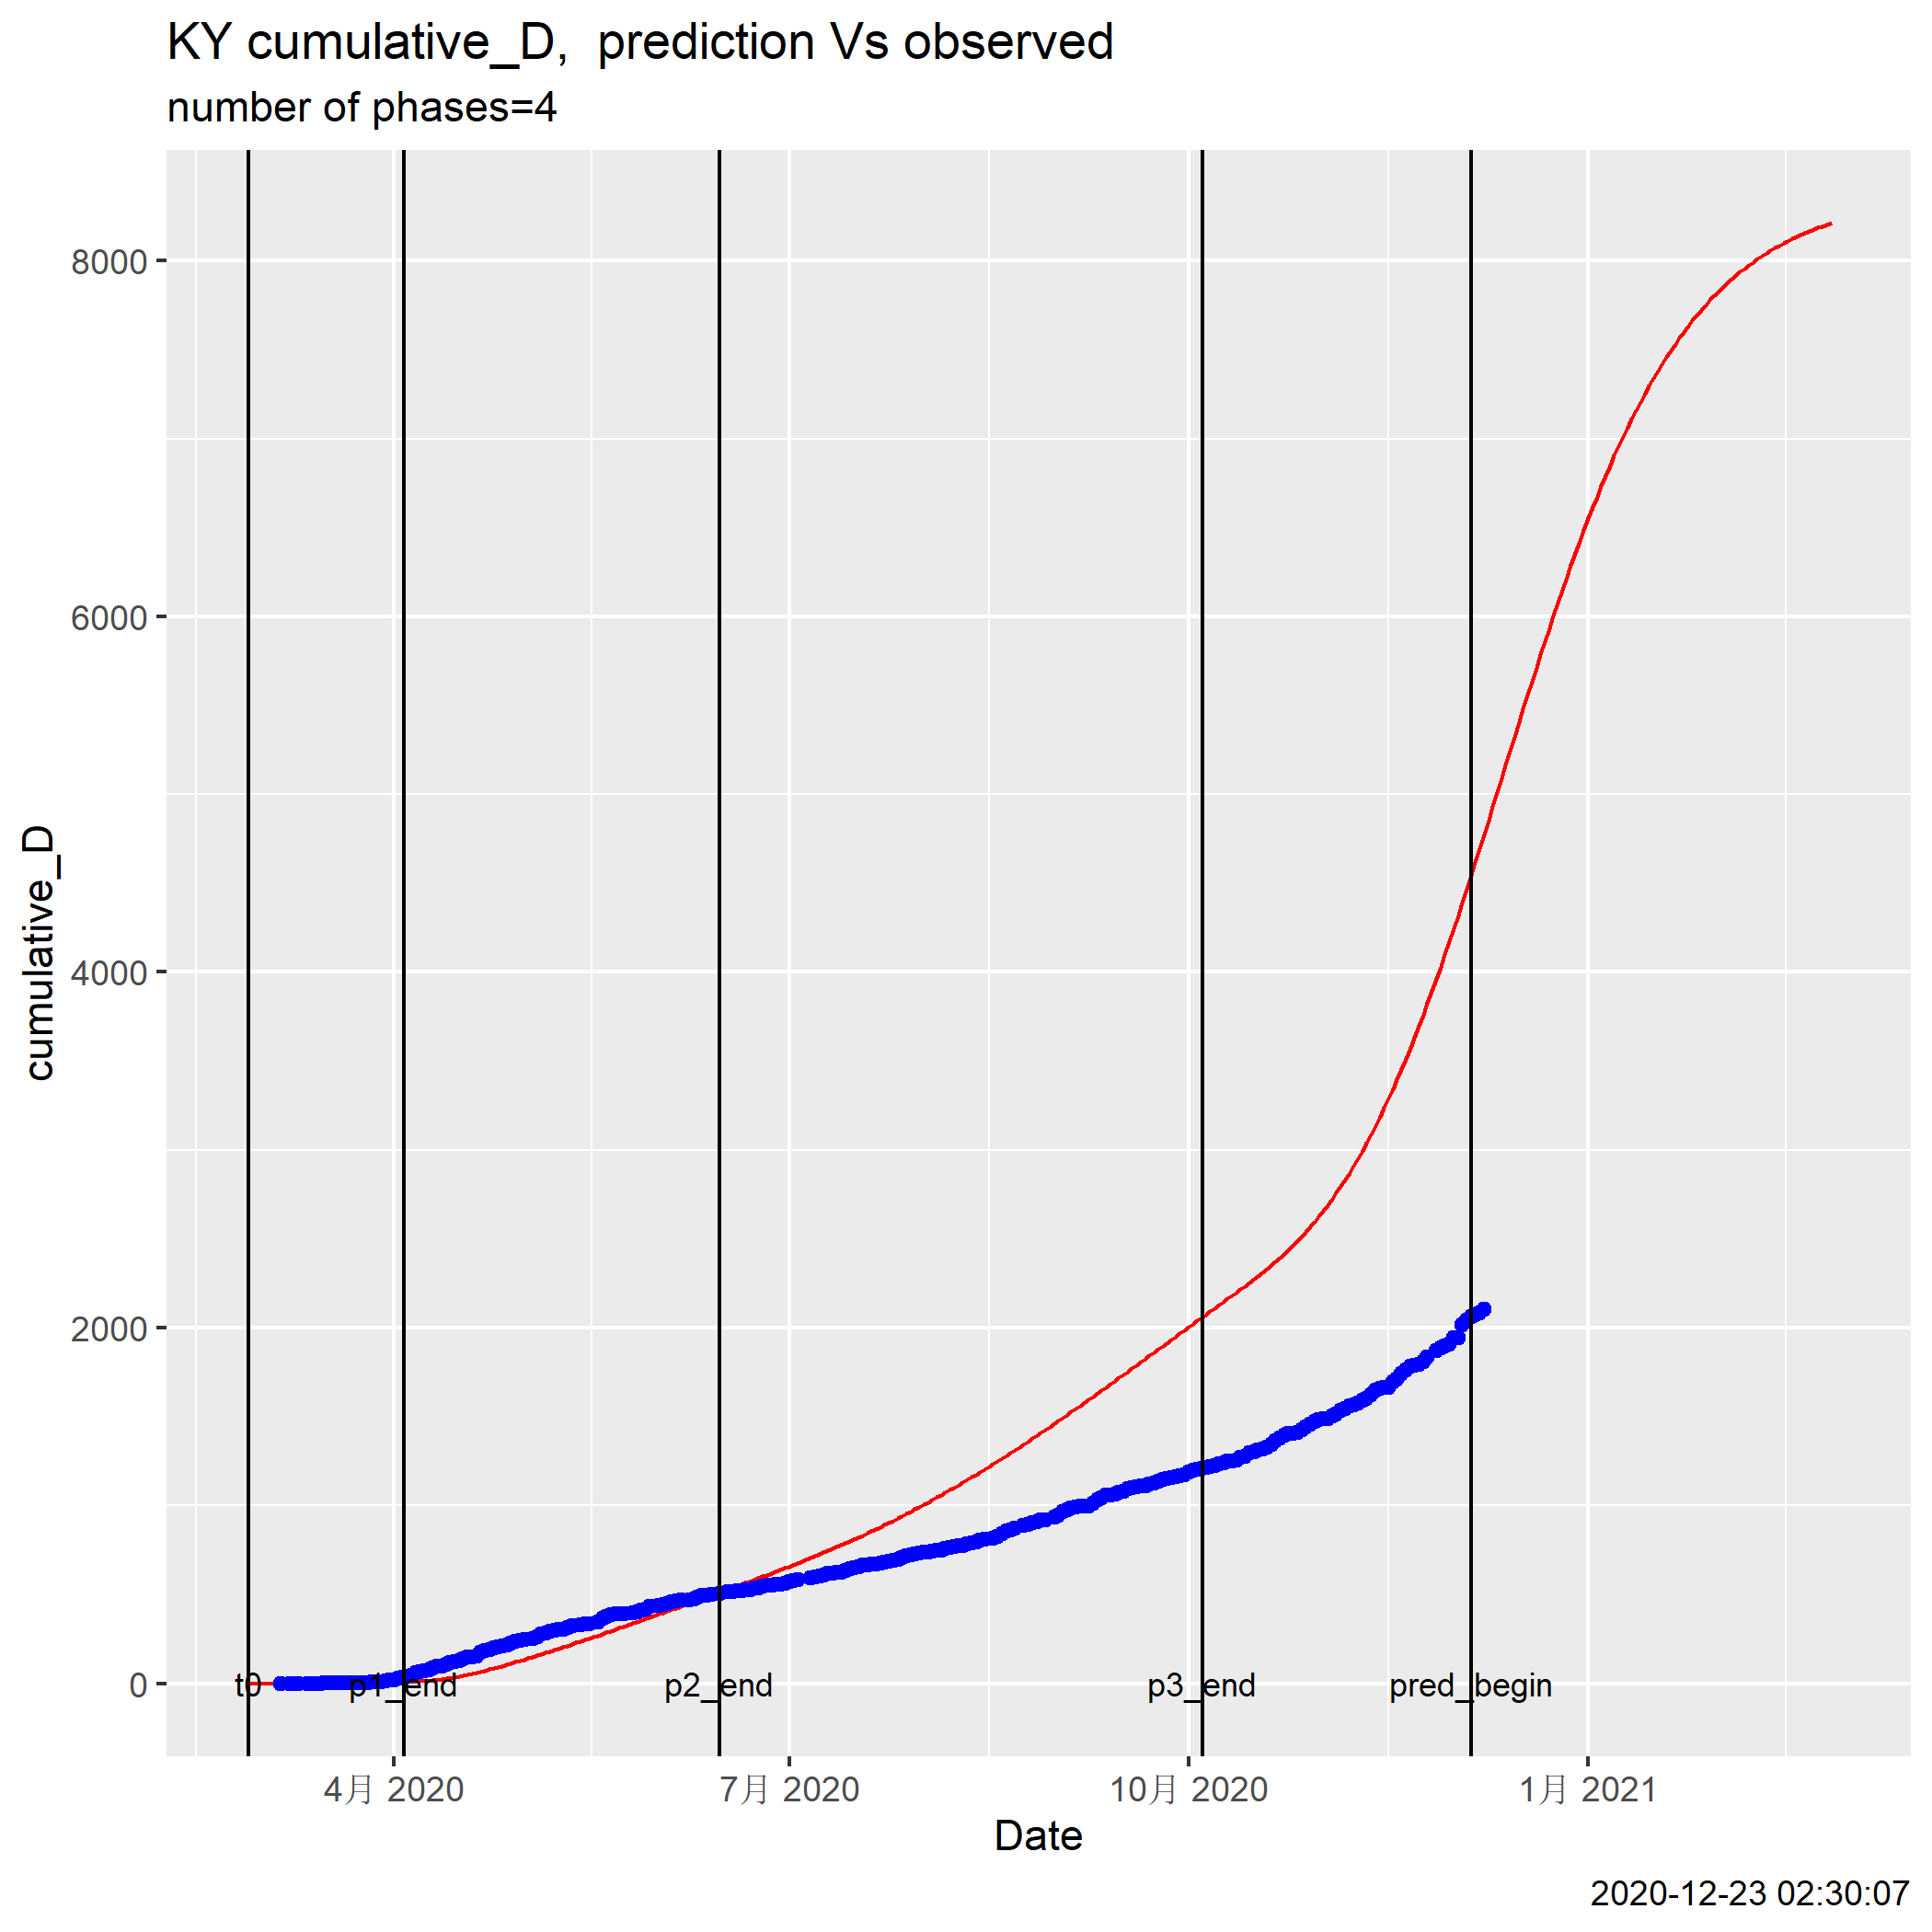 KY cumulative_D,  prediction Vs observed
number of phases=4
cumulative_D
8000
6000
4000
2000
0
t0
p1_end
p2_end
p3_end
pred_begin
4月 2020
7月 2020
10月 2020
1月 2021
Date
2020-12-23 02:30:07